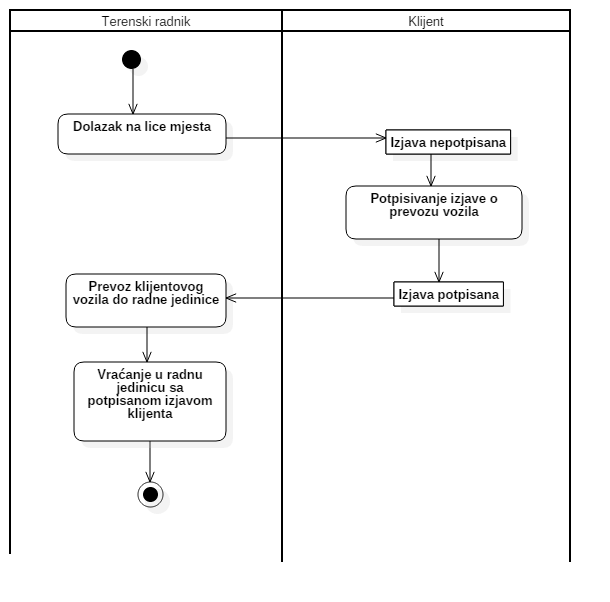 Terenski radnik
Klijent
Dolazak na lice mjesta
Izjava nepotpisana
Potpisivanje izjave o
prevozu vozila
Prevoz klijentovog
vozila do radne jedinice
Izjava potpisana
Vraćanje u radnu
jedinicu sa
potpisanom izjavom
klijenta